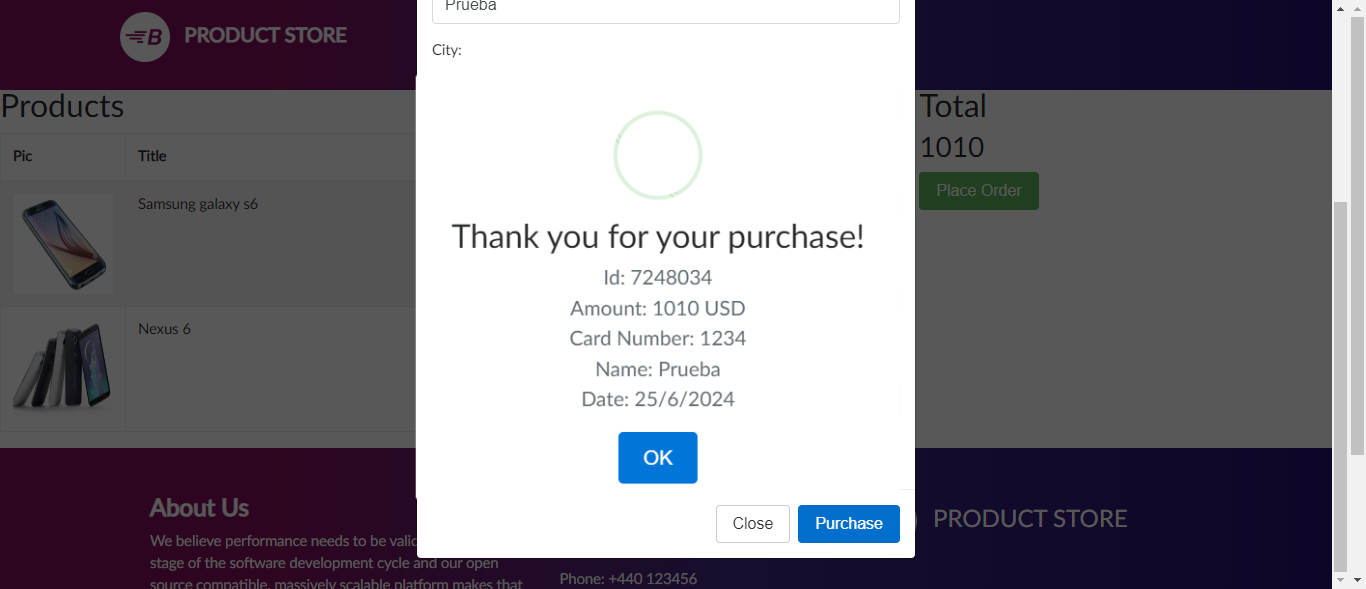 PRODUCT STORE
Prueba
City:
Products
Pic
Title
Samsung galaxy s6
Nexus 6
Total
1010
Place Order
Thank you for your purchase!
Id: 7248034
Amount: 1010 USD
Card Number: 1234
Name: Prueba
Date: 25/6/2024
OK
Close
Purchase
About Us
We believe performance needs to be
stage of the software development cycle and our open
source compatible, massively scalable platform makes that
Phone: +440 123456
PRODUCT STORE